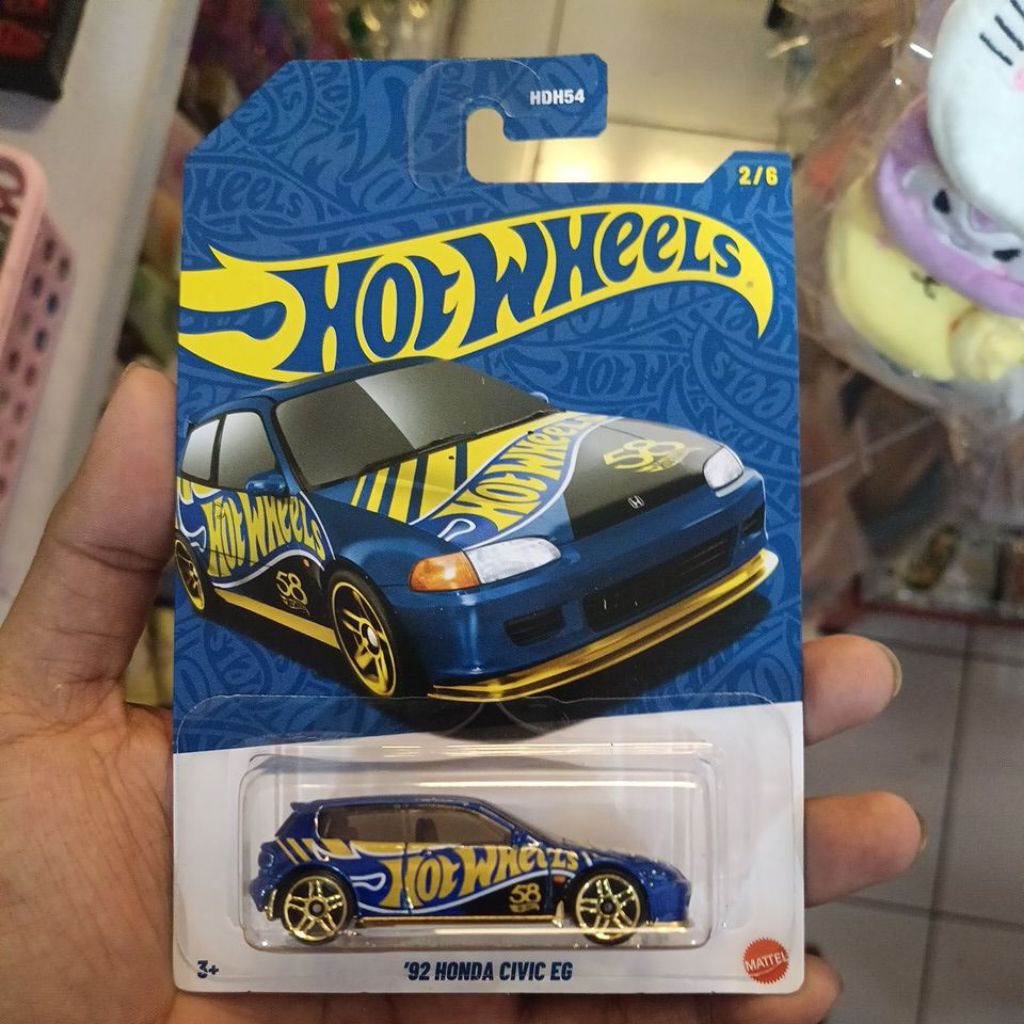 HDH54
2/6
HOT WHEELS
HOT WHEELS
58
HOT WHEELS
58
HOT WHEELS
58
3+
'92 HONDA CIVIC EG
MATTEL